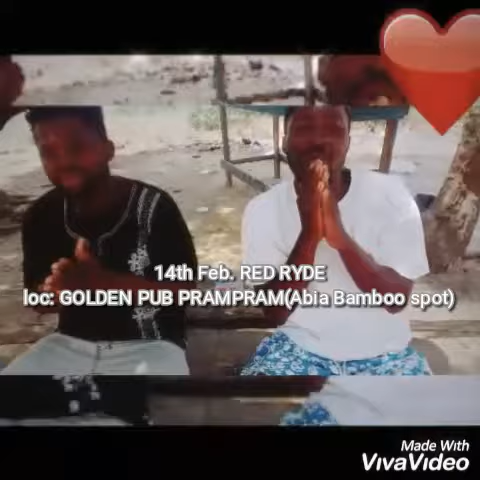 14th Feb. RED RYDE
loc: GOLDEN PUB PRAMPRAM(Abia Bamboo spot)
Made With
VivaVideo